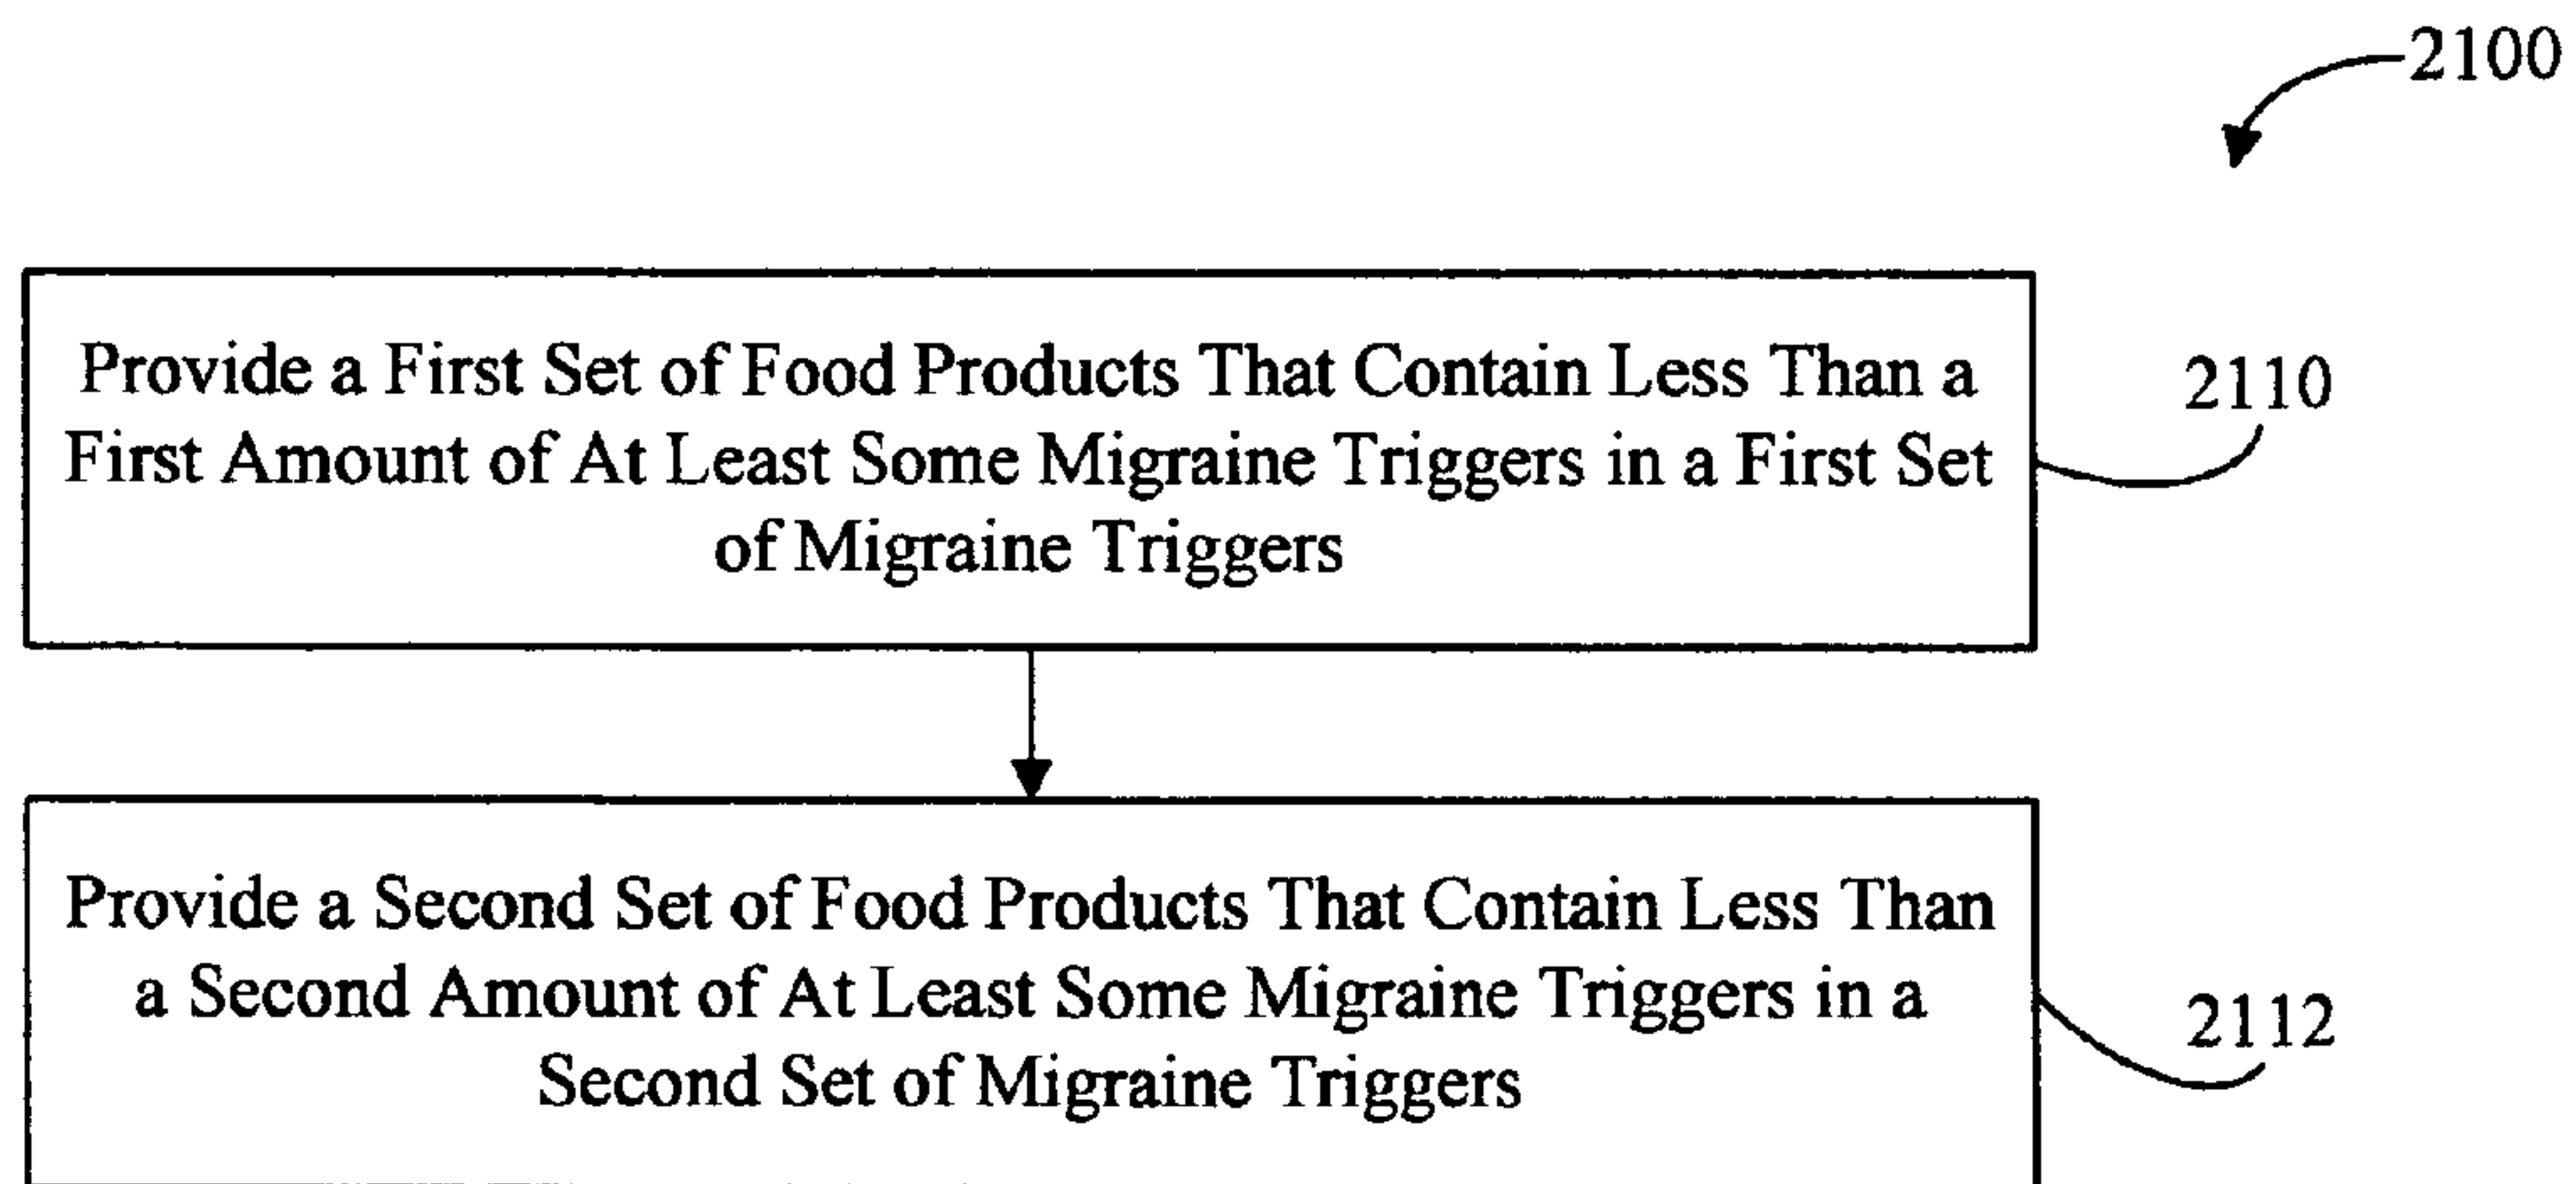 2100
Provide a First Set of Food Products That Contain Less Than a
First Amount of At Least Some Migraine Triggers in a First Set
of Migraine Triggers
2110
Provide a Second Set of Food Products That Contain Less Than
a Second Amount of At Least Some Migraine Triggers in a
Second Set of Migraine Triggers
2112